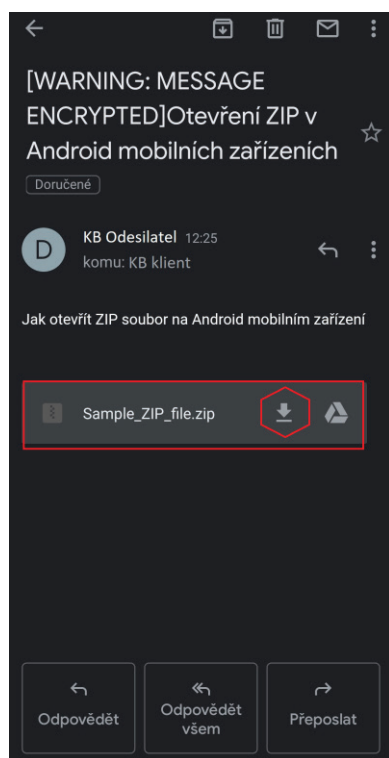 [WARNING: MESSAGE
ENCRYPTED]Otevření ZIP v
Android mobilních zařízeních
Doručené
D
KB Odesilatel 12:25
komu: KB klient
Jak otevřít ZIP soubor na Android mobilním zařízení
Sample_ZIP_file.zip
Odpovědět
Odpovědět
všem
Přeposlat